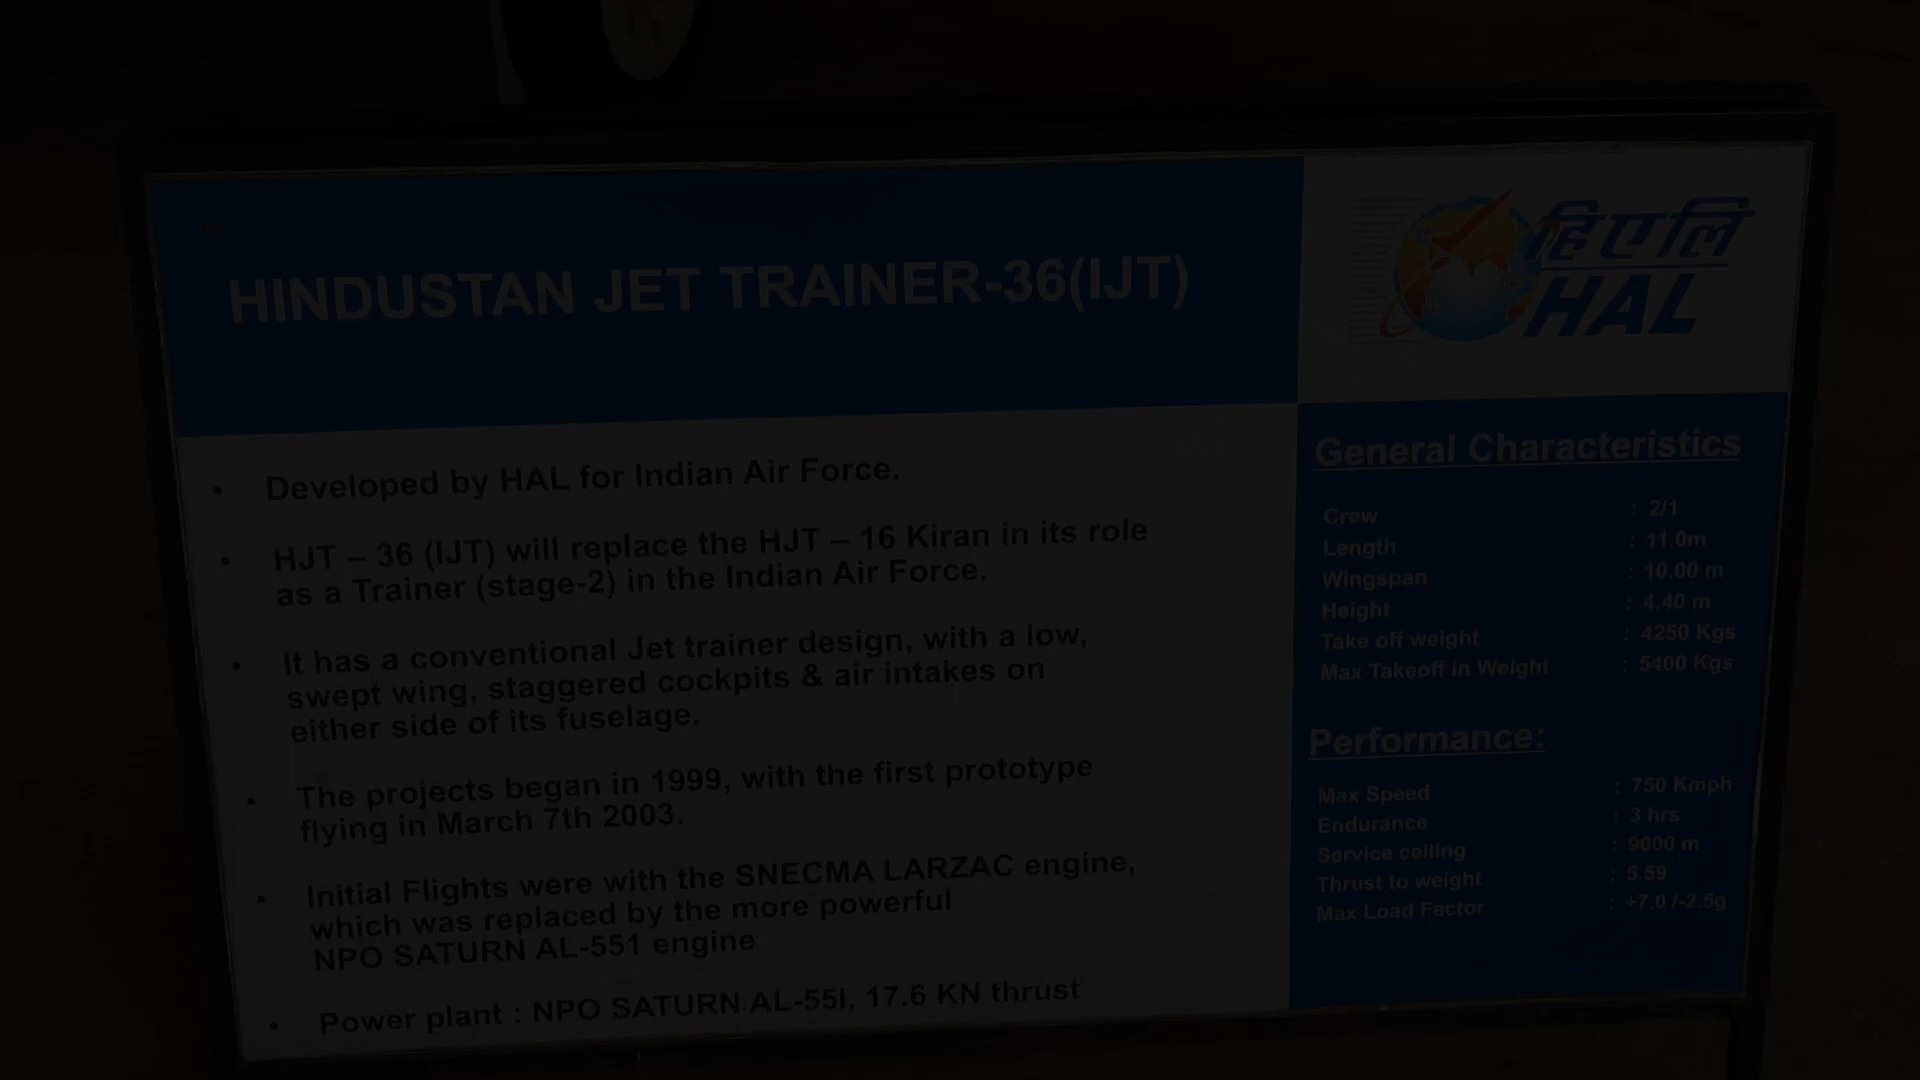 HINDUSTAN JET TRAINER-36(IJT)
हिएलि
HAL
• Developed by HAL for Indian Air Force.
• HJT – 36 (IJT) will replace the HJT – 16 Kiran in its role
as a Trainer (stage-2) in the Indian Air Force.
• It has a conventional Jet trainer design, with a low,
swept wing, staggered cockpits & air intakes on
either side of its fuselage.
• The projects began in 1999, with the first prototype
flying in March 7th 2003.
• Initial Flights were with the SNECMA LARZAC engine,
which was replaced by the more powerful
NPO SATURN AL-551 engine
• Power plant : NPO SATURN AL-55I, 17.6 KN thrust
General Characteristics
Crew : 2/1
Length : 11.0m
Wingspan : 10.00 m
Height : 4.40 m
Take off weight : 4250 Kgs
Max Takeoff in Weight : 5400 Kgs
Performance:
Max Speed : 750 Kmph
Endurance : 3 hrs
Service ceiling : 9000 m
Thrust to weight : 5.59
Max Load Factor : +7.0 /-2.5g